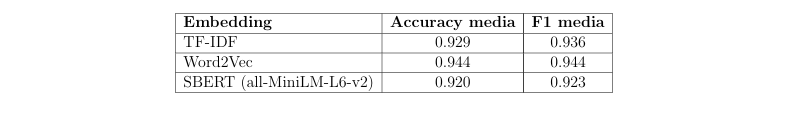 Embedding Accuracy media F1 media
TF-IDF 0.929 0.936
Word2Vec 0.944 0.944
SBERT (all-MiniLM-L6-v2) 0.920 0.923